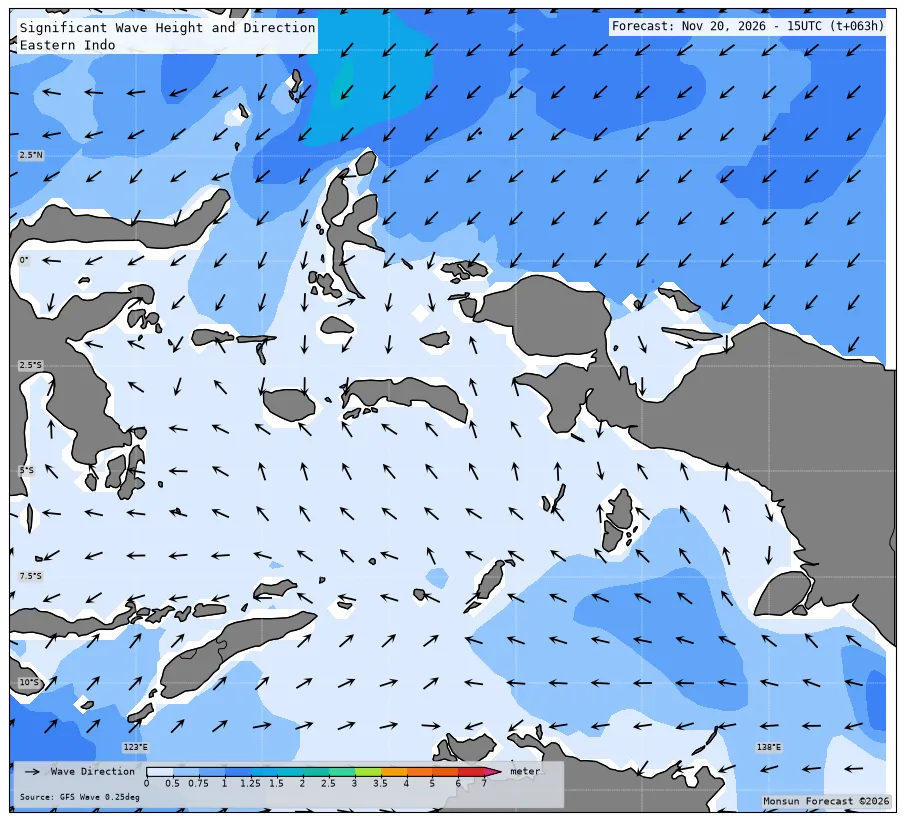 Significant Wave Height and Direction
Eastern Indo
Forecast: Nov 20, 2026 - 15UTC (t+063h)
2.5°N
0°
2.5°S
5°S
7.5°S
10°S
123°E
138°E
Wave Direction
meter
0 0.5 0.75 1 1.25 1.5 2 2.5 3 3.5 4 5 6 7
Source: GFS Wave 0.25deg
Monsun Forecast ©2026